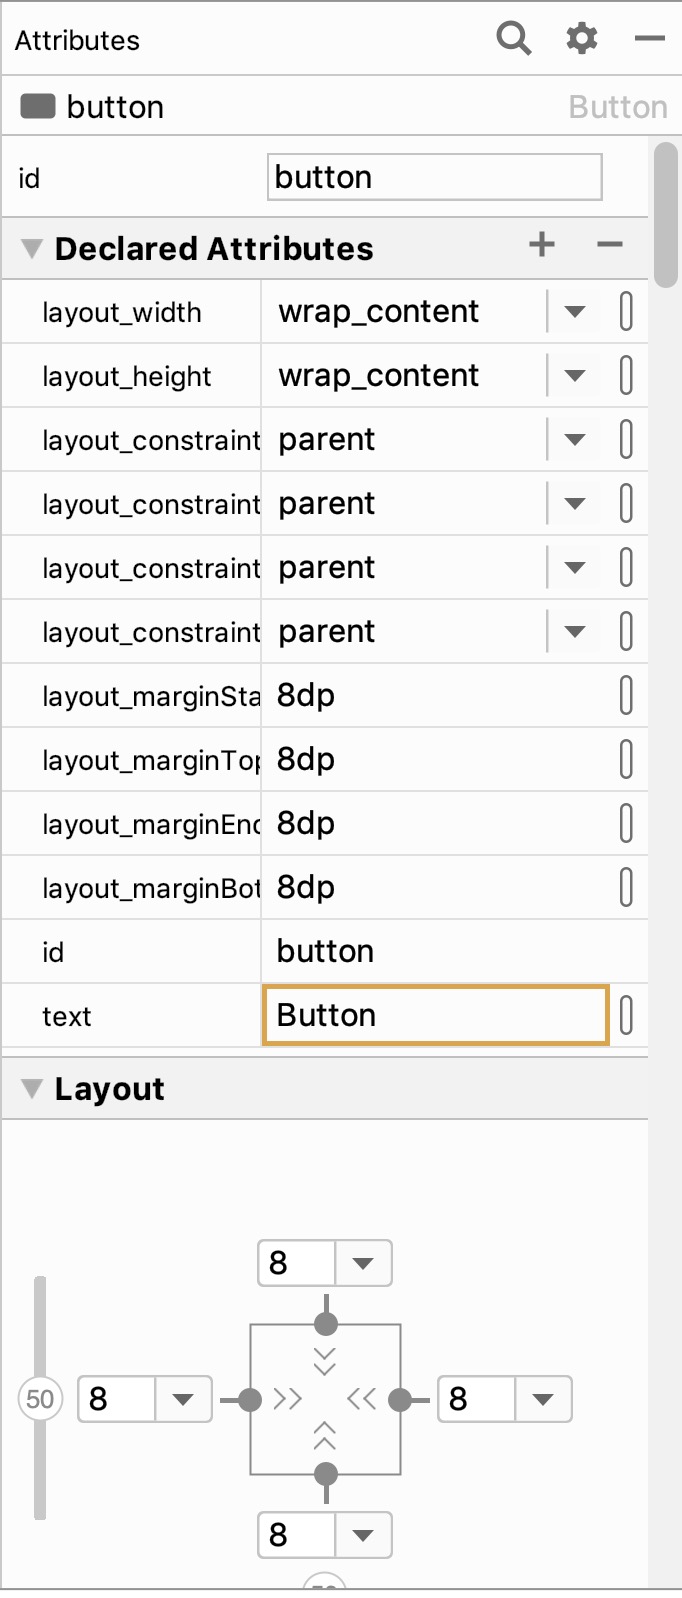 Attributes
button Button
id button
Declared Attributes
layout_width wrap_content
layout_height wrap_content
layout_constraint parent
layout_constraint parent
layout_constraint parent
layout_constraint parent
layout_marginSta 8dp
layout_marginTop 8dp
layout_marginEnd 8dp
layout_marginBot 8dp
id button
text Button
Layout
8
50 8 8
8